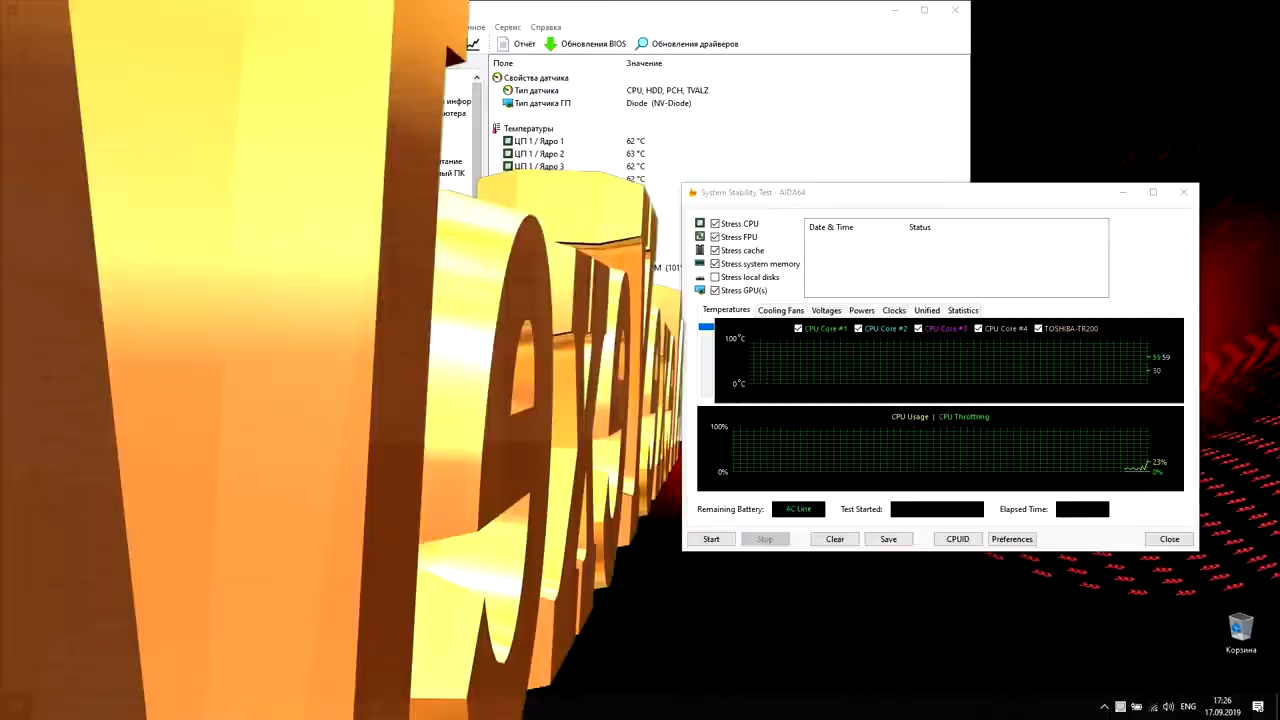 нное Сервис Справка
Отчёт Обновления BIOS Обновления драйверов
Поле Значение
Свойства датчика
Тип датчика CPU, HDD, PCH, TVALZ
Тип датчика ГП Diode (NV-Diode)
и инфор
ютера
Температуры
ЦП 1 / Ядро 1 62 °C
ЦП 1 / Ядро 2 63 °C
ЦП 1 / Ядро 3 62 °C
62 °C
тание
ый ПК
System Stability Test - AIDA64
Stress CPU
Stress FPU
Stress cache
Stress system memory
Stress local disks
Stress GPU(s)
Date & Time Status
Temperatures Cooling Fans Voltages Powers Clocks Unified Statistics
CPU Core #1 CPU Core #2 CPU Core #3 CPU Core #4 TOSHIBA-TR200
100°C
59 59
30
0°C
CPU Usage | CPU Throttling
100%
23%
0% 0%
Remaining Battery: AC Line Test Started: Elapsed Time:
Start Stop Clear Save CPUID Preferences Close
Корзина
ENG
17:26
17.09.2019